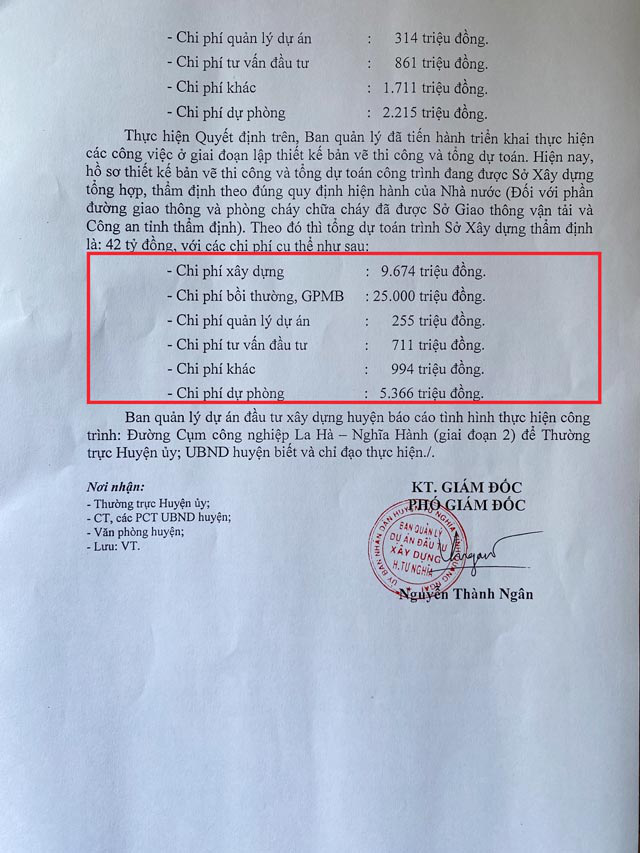 - Chi phí quản lý dự án : 314 triệu đồng.
- Chi phí tư vấn đầu tư : 861 triệu đồng.
- Chi phí khác : 1.711 triệu đồng.
- Chi phí dự phòng : 2.215 triệu đồng.
Thực hiện Quyết định trên, Ban quản lý đã tiến hành triển khai thực hiện
các công việc ở giai đoạn lập thiết kế bản vẽ thi công và tổng dự toán. Hiện nay,
hồ sơ thiết kế bản vẽ thi công và tổng dự toán công trình đang được Sở Xây dựng
tổng hợp, thẩm định theo đúng quy định hiện hành của Nhà nước (Đối với phần
đường giao thông và phòng cháy chữa cháy đã được Sở Giao thông vận tải và
Công an tỉnh thẩm định). Theo đó thì tổng dự toán trình Sở Xây dựng thẩm định
là: 42 tỷ đồng, với các chi phí cụ thể như sau:
- Chi phí xây dựng : 9.674 triệu đồng.
- Chi phí bồi thường, GPMB : 25.000 triệu đồng.
- Chi phí quản lý dự án : 255 triệu đồng.
- Chi phí tư vấn đầu tư : 711 triệu đồng.
- Chi phí khác : 994 triệu đồng.
- Chi phí dự phòng : 5.366 triệu đồng.
Ban quản lý dự án đầu tư xây dựng huyện báo cáo tình hình thực hiện công
trình: Đường Cụm công nghiệp La Hà – Nghĩa Hành (giai đoạn 2) để Thường
trực Huyện ủy; UBND huyện biết và chỉ đạo thực hiện./.
Nơi nhận:
- Thường trực Huyện ủy;
- CT, các PCT UBND huyện;
- Văn phòng huyện;
- Lưu: VT.
KT. GIÁM ĐỐC
PHÓ GIÁM ĐỐC
ỦY BAN NHÂN DÂN HUYỆN TƯ NGHĨA
BAN QUẢN LÝ
DỰ ÁN ĐẦU TƯ
XÂY DỰNG
H. TƯ NGHĨA
Nguyễn Thành Ngân